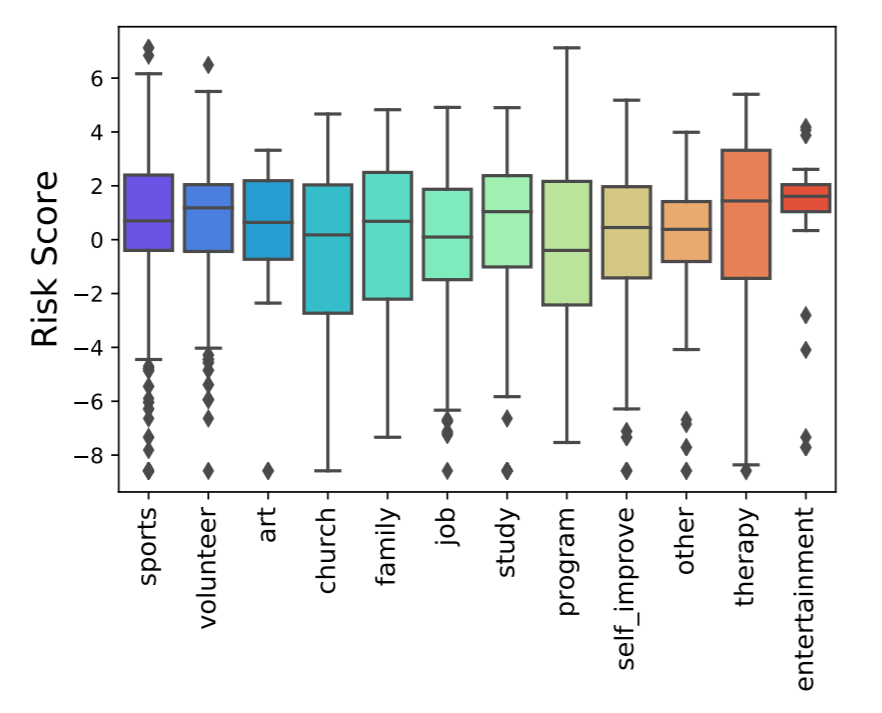 Risk Score
6
4
2
0
−2
−4
−6
−8
sports
volunteer
art
church
family
job
study
program
self_improve
other
therapy
entertainment